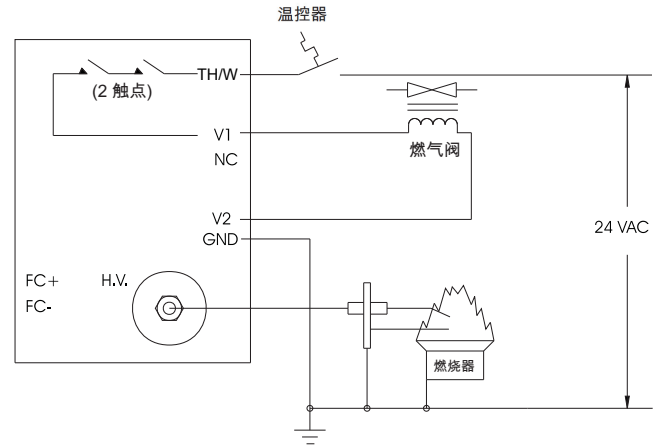 温控器
TH/W
(2 触点)
V1
燃气阀
NC
V2
24 VAC
GND
FC+
H.V.
FC-
燃烧器